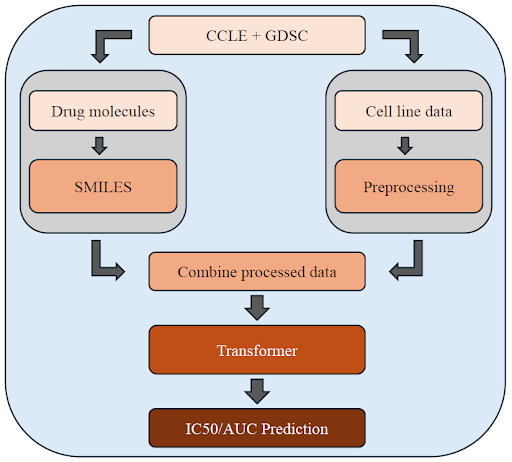 CCLE + GDSC
Drug molecules
SMILES
Cell line data
Preprocessing
Combine processed data
Transformer
IC50/AUC Prediction